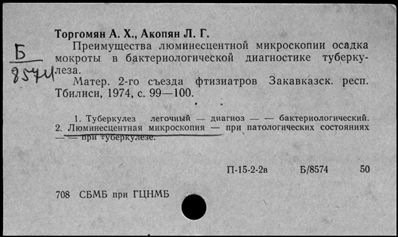 Торгомян А. Х., Акопян Л. Г.
Преимущества люминесцентной микроскопии осадка
мокроты в бактериологической диагностике туберку-
леза.
Б
8574
Матер. 2-го съезда фтизиатров Закавказск. респ.
Тбилиси, 1974, с. 99—100.
1. Туберкулез легочный — диагноз — — бактериологический.
2. Люминесцентная микроскопия — при патологических состояниях
— — при туберкулезе.
П-15-2-2в Б/8574 50
708 СБМБ при ГЦНМБ